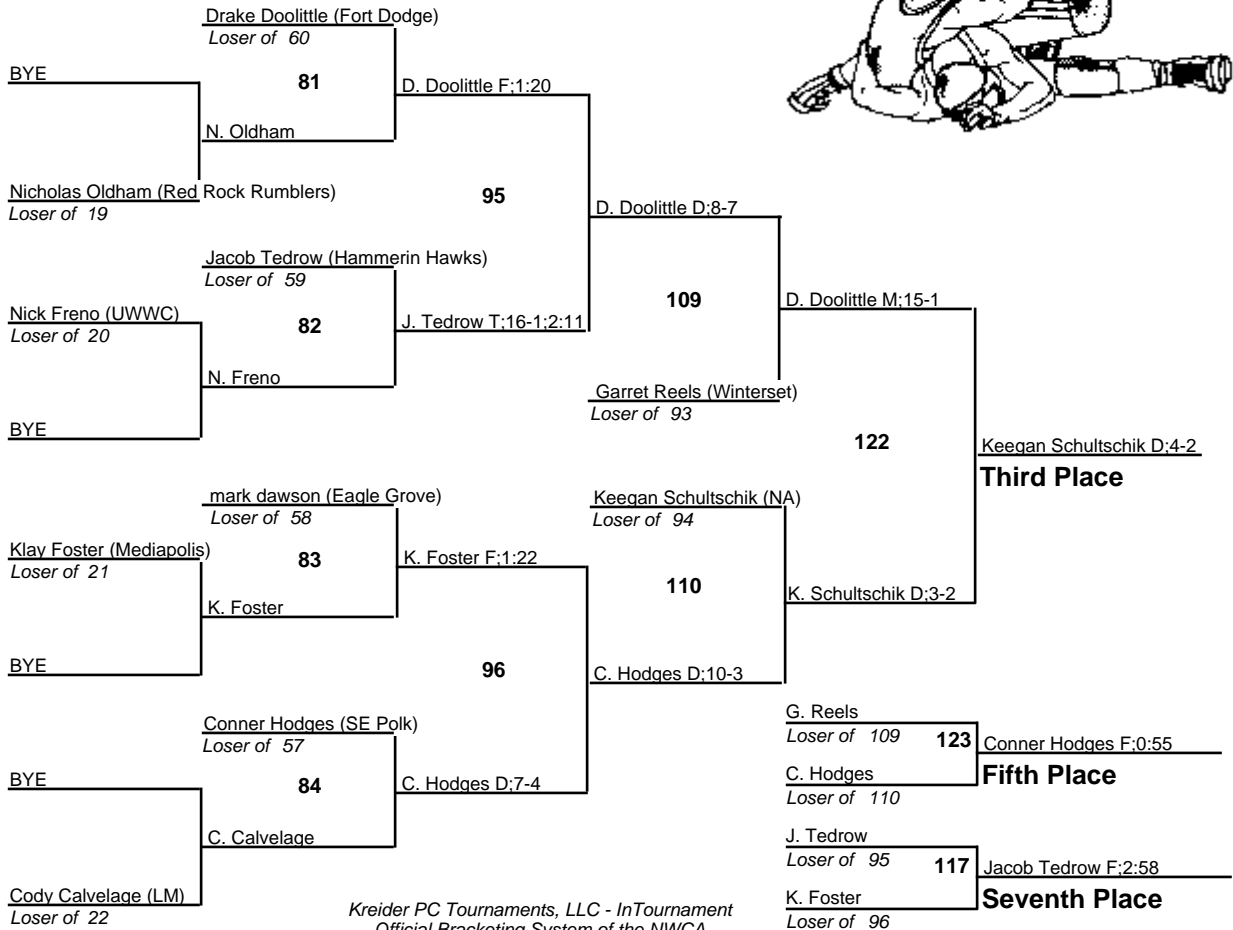 Drake Doolittle (Fort Dodge)
Loser of 60
BYE
81
D. Doolittle F;1:20
N. Oldham
Nicholas Oldham (Red Rock Rumblers)
Loser of 19
95
D. Doolittle D;8-7
Jacob Tedrow (Hammerin Hawks)
Loser of 59
Nick Freno (UWWC)
Loser of 20
82
J. Tedrow T;16-1;2:11
109
D. Doolittle M;15-1
N. Freno
Garret Reels (Winterset)
Loser of 93
BYE
122
Keegan Schultschik D;4-2
Third Place
mark dawson (Eagle Grove)
Loser of 58
Keegan Schultschik (NA)
Loser of 94
Klay Foster (Mediapolis)
Loser of 21
83
K. Foster F;1:22
110
K. Schultschik D;3-2
K. Foster
BYE
96
C. Hodges D;10-3
Conner Hodges (SE Polk)
Loser of 57
G. Reels
Loser of 109
123
Conner Hodges F;0:55
Fifth Place
BYE
84
C. Hodges D;7-4
C. Hodges
Loser of 110
C. Calvelage
J. Tedrow
Loser of 95
117
Jacob Tedrow F;2:58
Seventh Place
Cody Calvelage (LM)
Loser of 22
K. Foster
Loser of 96
Kreider PC Tournaments, LLC - InTournament
Official Bracketing System of the NWCA